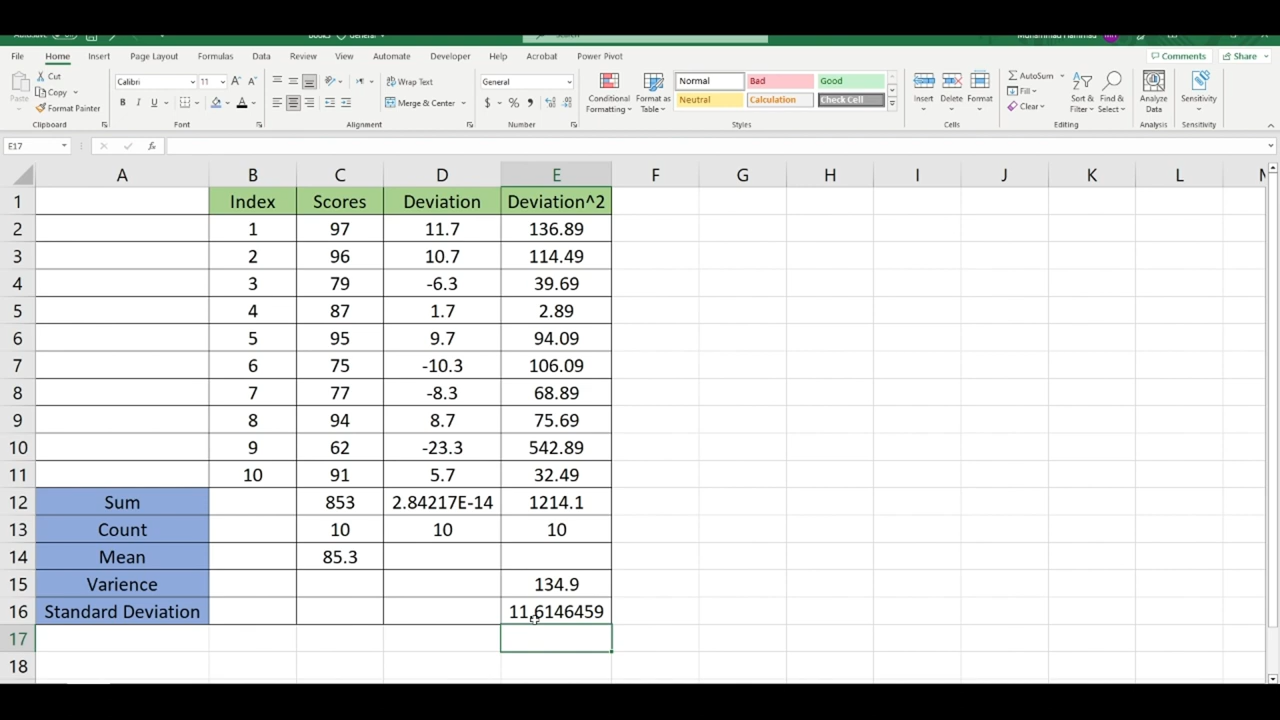 File Home Insert Page Layout Formulas Data Review View Automate Developer Help Acrobat Power Pivot Comments Share
Cut
Copy
Format Painter
Paste
Clipboard
Calibri 11
B I U
Font
Wrap Text
Merge & Center
Alignment
General
$ % ,
Number
Conditional Formatting
Format as Table
Normal Bad Good
Neutral Calculation Check Cell
Styles
Insert Delete Format
Cells
AutoSum
Fill
Clear
Sort & Filter
Find & Select
Editing
Analyze Data
Analysis
Sensitivity
Sensitivity
E17 fx
A B C D E F G H I J K L
1 Index Scores Deviation Deviation^2
2 1 97 11.7 136.89
3 2 96 10.7 114.49
4 3 79 -6.3 39.69
5 4 87 1.7 2.89
6 5 95 9.7 94.09
7 6 75 -10.3 106.09
8 7 77 -8.3 68.89
9 8 94 8.7 75.69
10 9 62 -23.3 542.89
11 10 91 5.7 32.49
12 Sum 853 2.84217E-14 1214.1
13 Count 10 10 10
14 Mean 85.3
15 Varience 134.9
16 Standard Deviation 11.6146459
17
18